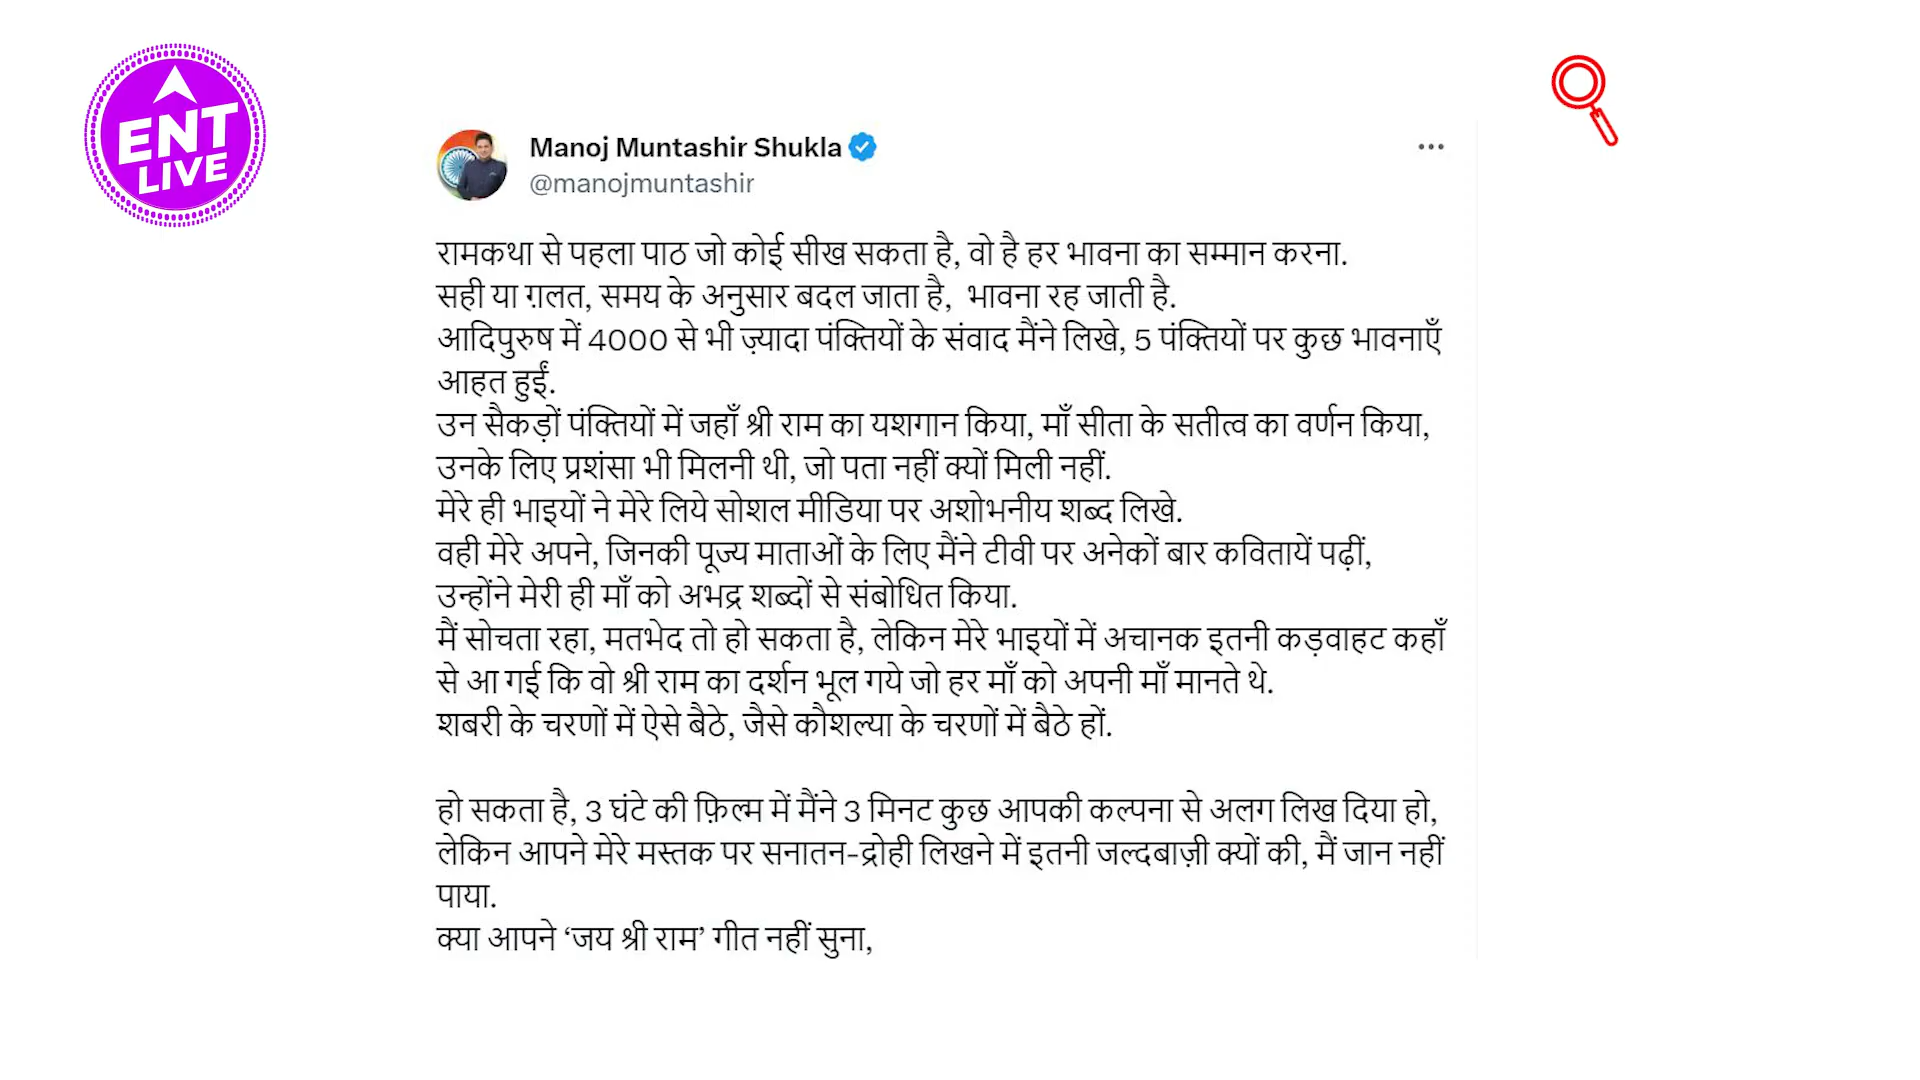 ENT
LIVE
Manoj Muntashir Shukla
@manojmuntashir
रामकथा से पहला पाठ जो कोई सीख सकता है, वो है हर भावना का सम्मान करना.
सही या ग़लत, समय के अनुसार बदल जाता है, भावना रह जाती है.
आदिपुरुष में 4000 से भी ज़्यादा पंक्तियों के संवाद मैंने लिखे, 5 पंक्तियों पर कुछ भावनाएँ
आहत हुईं.
उन सैकड़ों पंक्तियों में जहाँ श्री राम का यशगान किया, माँ सीता के सतीत्व का वर्णन किया,
उनके लिए प्रशंसा भी मिलनी थी, जो पता नहीं क्यों मिली नहीं.
मेरे ही भाइयों ने मेरे लिये सोशल मीडिया पर अशोभनीय शब्द लिखे.
वही मेरे अपने, जिनकी पूज्य माताओं के लिए मैंने टीवी पर अनेकों बार कवितायें पढ़ीं,
उन्होंने मेरी ही माँ को अभद्र शब्दों से संबोधित किया.
मैं सोचता रहा, मतभेद तो हो सकता है, लेकिन मेरे भाइयों में अचानक इतनी कड़वाहट कहाँ
से आ गई कि वो श्री राम का दर्शन भूल गये जो हर माँ को अपनी माँ मानते थे.
शबरी के चरणों में ऐसे बैठे, जैसे कौशल्या के चरणों में बैठे हों.
हो सकता है, 3 घंटे की फ़िल्म में मैंने 3 मिनट कुछ आपकी कल्पना से अलग लिख दिया हो,
लेकिन आपने मेरे मस्तक पर सनातन-द्रोही लिखने में इतनी जल्दबाज़ी क्यों की, मैं जान नहीं
पाया.
क्या आपने ‘जय श्री राम’ गीत नहीं सुना,